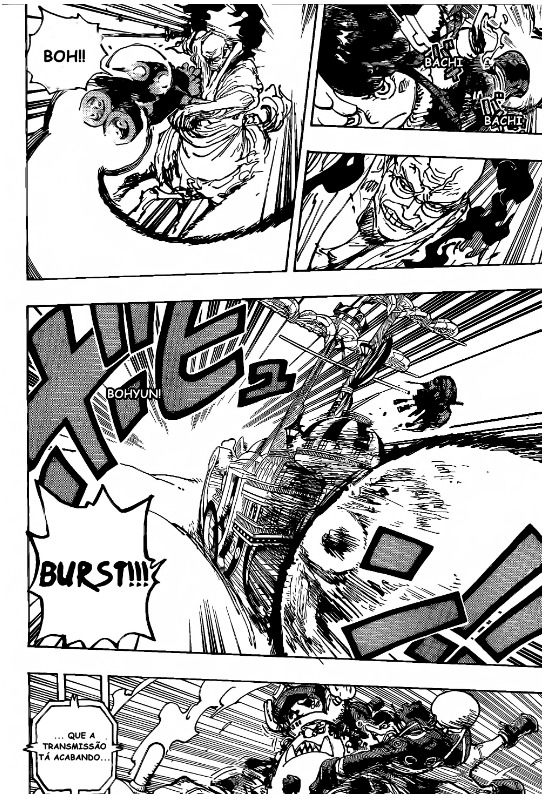 BOH!!
BACHI
BACHI
BOHYUN!
BURST!!!
... QUE A
TRANSMISSÃO
TÁ ACABANDO...